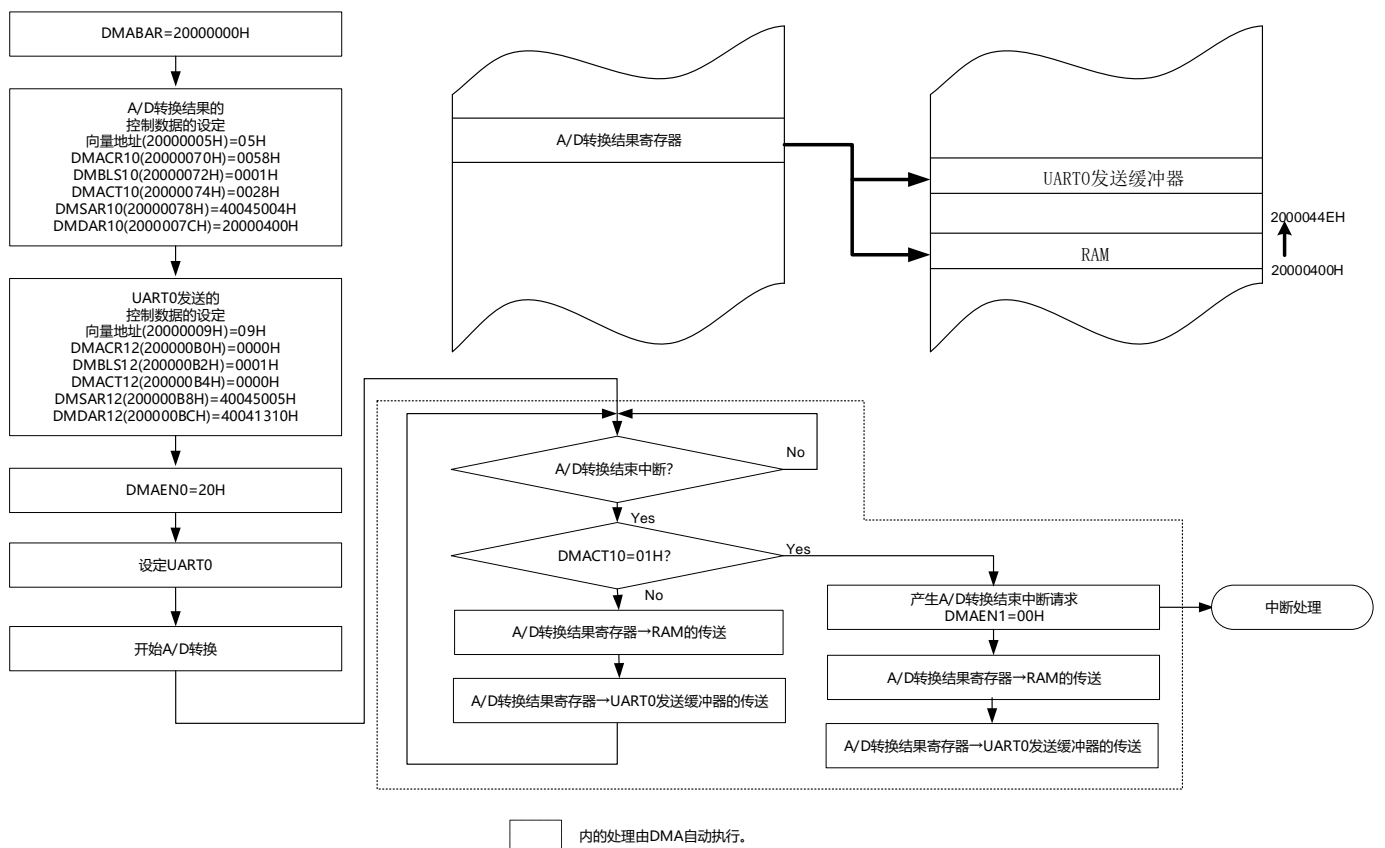 DMABAR=20000000H
A/D转换结果的
控制数据的设定
向量地址(20000005H)=05H
DMACR10(20000070H)=0058H
DMBLS10(20000072H)=0001H
DMACT10(20000074H)=0028H
DMSAR10(20000078H)=40045004H
DMDAR10(2000007CH)=20000400H
UART0发送的
控制数据的设定
向量地址(20000009H)=09H
DMACR12(200000B0H)=0000H
DMBLS12(200000B2H)=0001H
DMACT12(200000B4H)=0000H
DMSAR12(200000B8H)=40045005H
DMDAR12(200000BCH)=40041310H
DMAEN0=20H
设定UART0
开始A/D转换
A/D转换结果寄存器
UART0发送缓冲器
2000044EH
RAM
20000400H
A/D转换结束中断?
No
Yes
DMACT10=01H?
Yes
No
A/D转换结果寄存器→RAM的传送
A/D转换结果寄存器→UART0发送缓冲器的传送
产生A/D转换结束中断请求
DMAEN1=00H
中断处理
A/D转换结果寄存器→RAM的传送
A/D转换结果寄存器→UART0发送缓冲器的传送
内的处理由DMA自动执行。